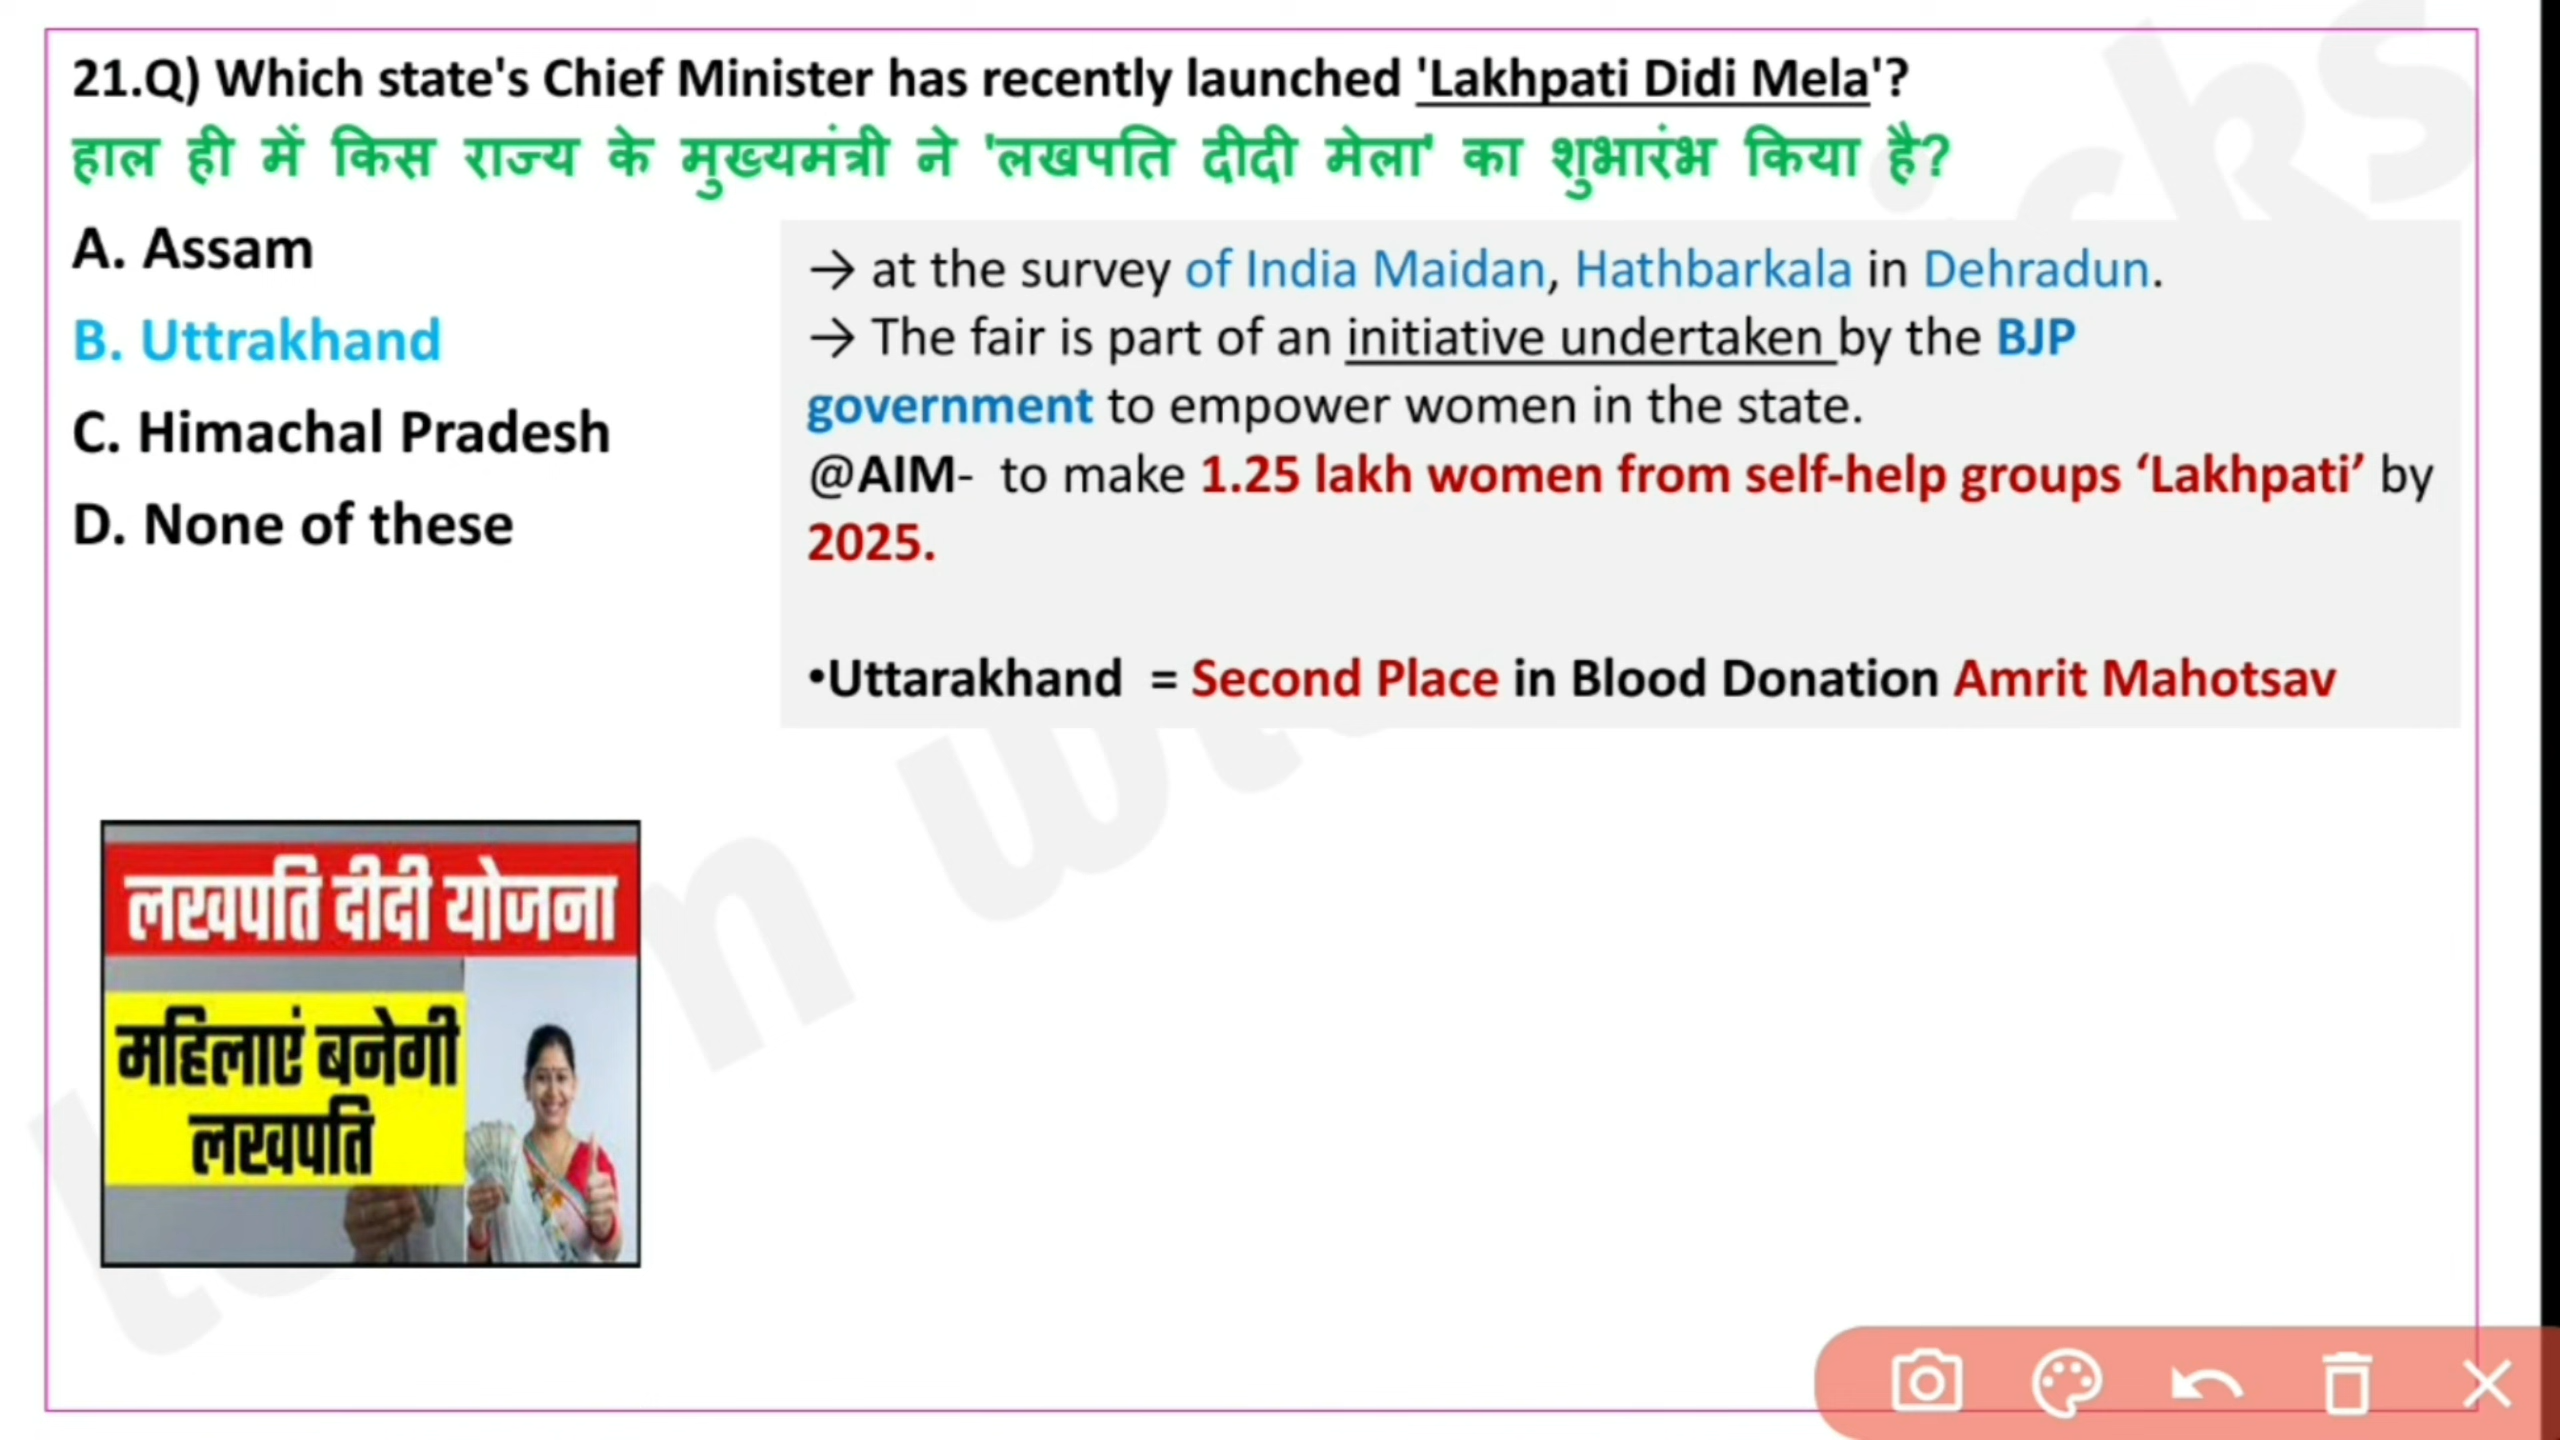 21.Q) Which state's Chief Minister has recently launched 'Lakhpati Didi Mela'?
हाल ही में किस राज्य के मुख्यमंत्री ने 'लखपति दीदी मेला' का शुभारंभ किया है?
A. Assam
B. Uttrakhand
C. Himachal Pradesh
D. None of these
→ at the survey of India Maidan, Hathbarkala in Dehradun.
→ The fair is part of an initiative undertaken by the BJP
government to empower women in the state.
@AIM- to make 1.25 lakh women from self-help groups ‘Lakhpati’ by
2025.
•Uttarakhand = Second Place in Blood Donation Amrit Mahotsav
लखपति दीदी योजना
महिलाएं बनेगी
लखपति